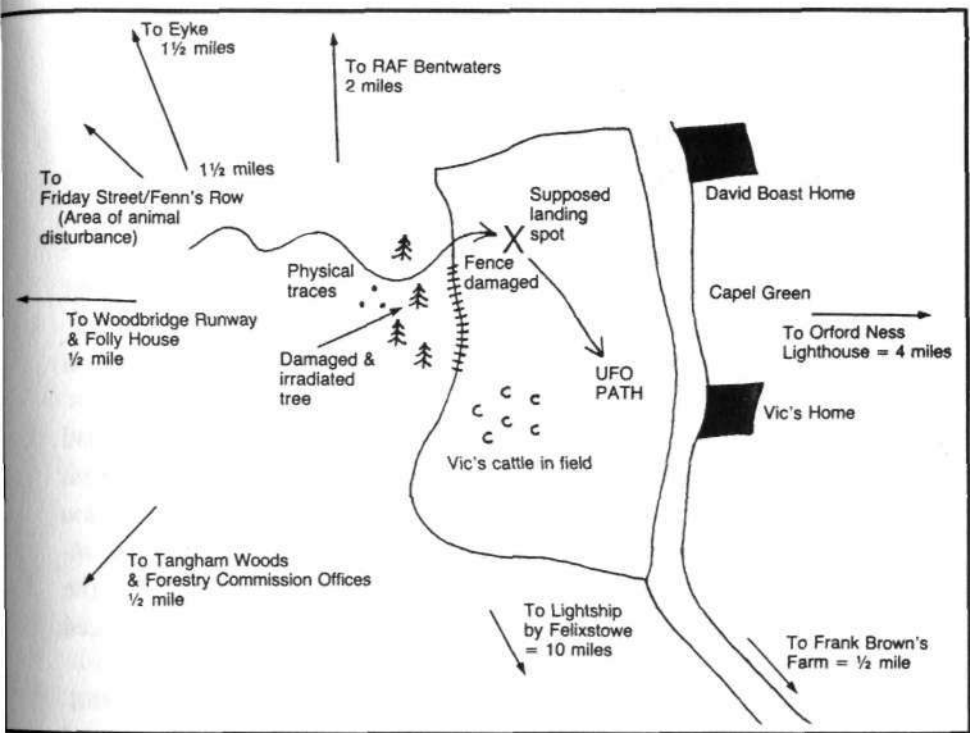 To Eyke
1½ miles
To RAF Bentwaters
2 miles
1½ miles
To
Friday Street/Fenn's Row
(Area of animal
disturbance)
Supposed
landing
spot
X
David Boast Home
Physical
traces
Fence
damaged
Capel Green
To Woodbridge Runway
& Folly House
½ mile
To Orford Ness
Lighthouse = 4 miles
Damaged &
irradiated
tree
UFO
PATH
Vic's Home
Vic's cattle in field
To Tangham Woods
& Forestry Commission Offices
½ mile
To Lightship
by Felixstowe
= 10 miles
To Frank Brown's
Farm = ½ mile